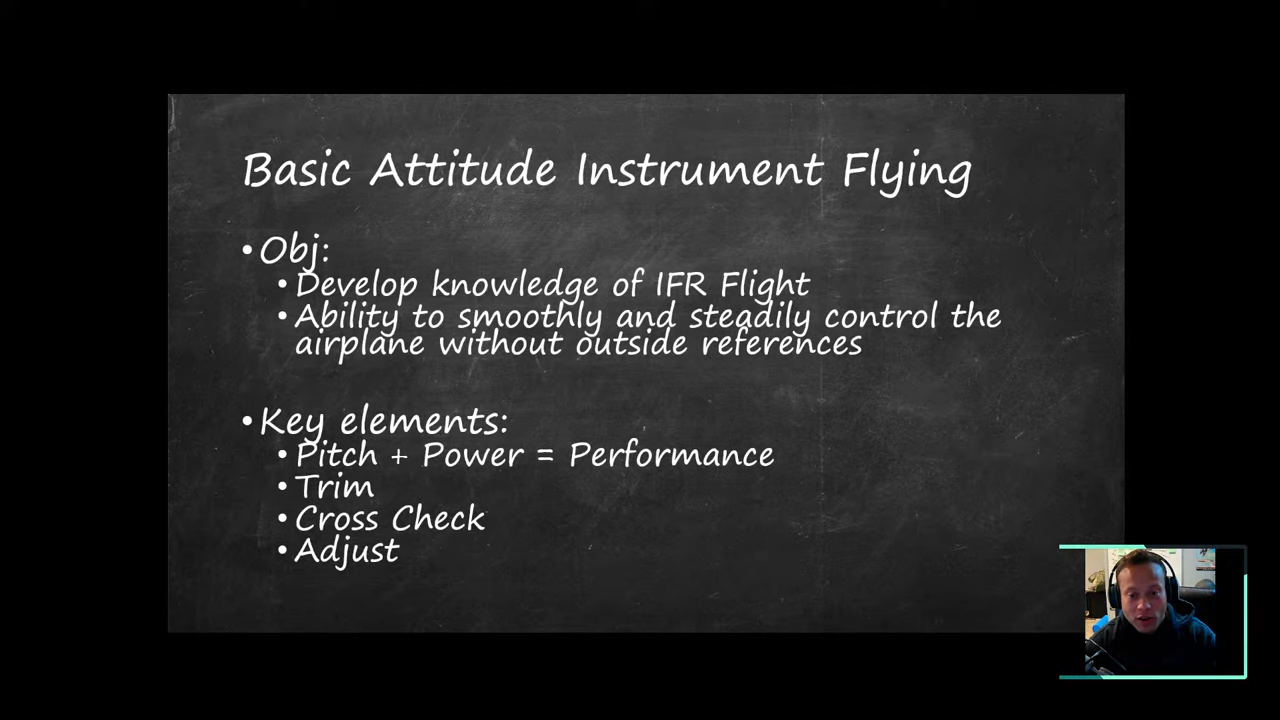 Basic Attitude Instrument Flying
• Obj:
• Develop knowledge of IFR Flight
• Ability to smoothly and steadily control the
airplane without outside references
• Key elements:
• Pitch + Power = Performance
• Trim
• Cross Check
• Adjust